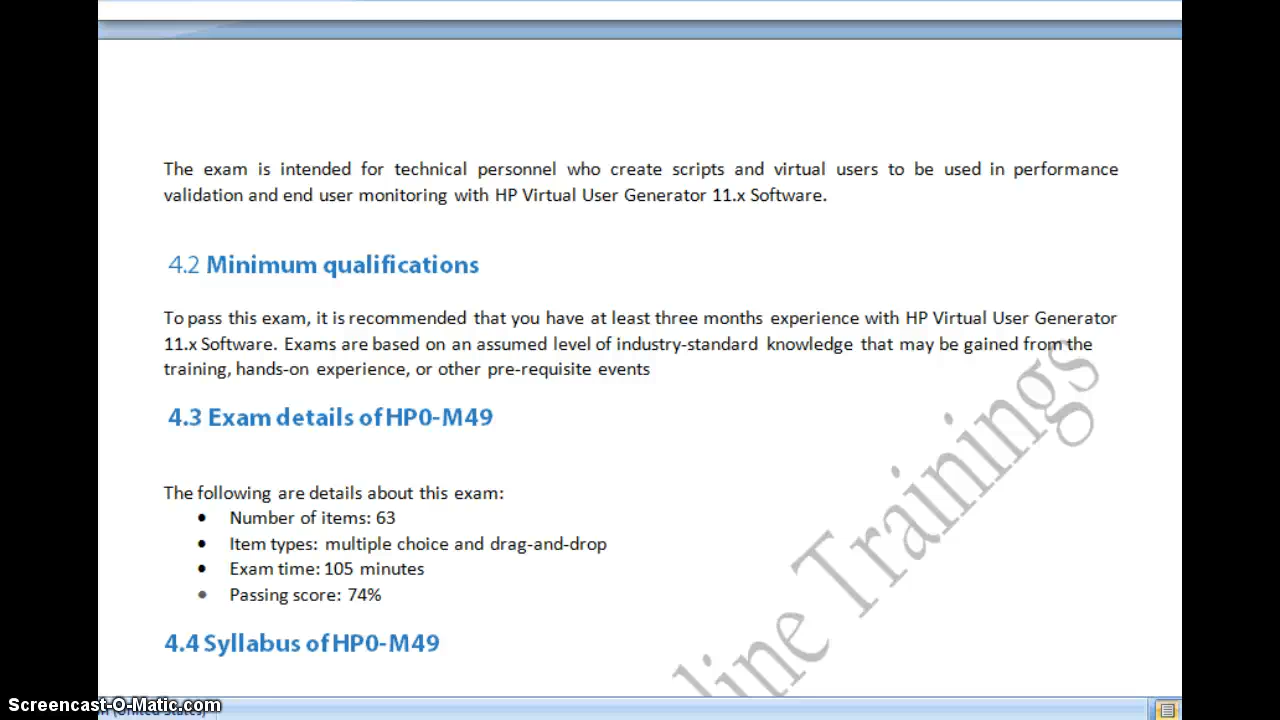 The exam is intended for technical personnel who create scripts and virtual users to be used in performance
validation and end user monitoring with HP Virtual User Generator 11.x Software.
4.2 Minimum qualifications
To pass this exam, it is recommended that you have at least three months experience with HP Virtual User Generator
11.x Software. Exams are based on an assumed level of industry-standard knowledge that may be gained from the
training, hands-on experience, or other pre-requisite events
4.3 Exam details of HP0-M49
The following are details about this exam:
• Number of items: 63
• Item types: multiple choice and drag-and-drop
• Exam time: 105 minutes
• Passing score: 74%
4.4 Syllabus of HP0-M49
line Trainings
Screencast-O-Matic.com